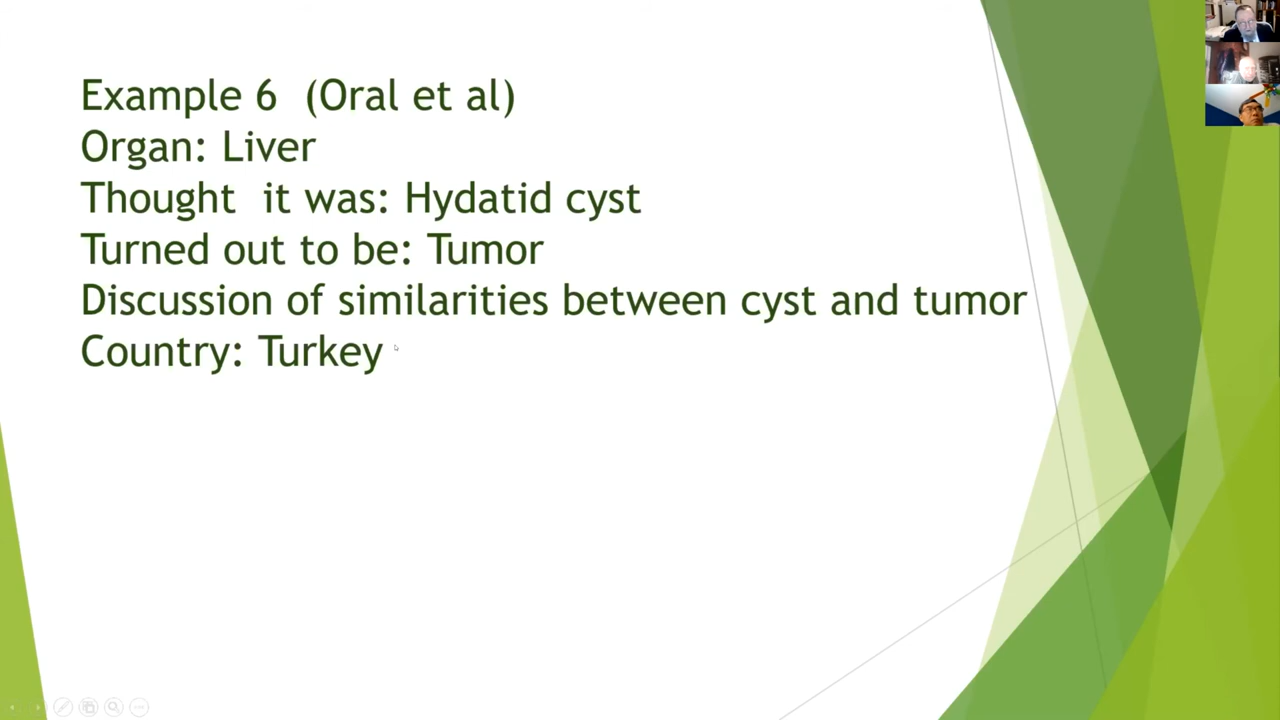 Example 6 (Oral et al)
Organ: Liver
Thought it was: Hydatid cyst
Turned out to be: Tumor
Discussion of similarities between cyst and tumor
Country: Turkey